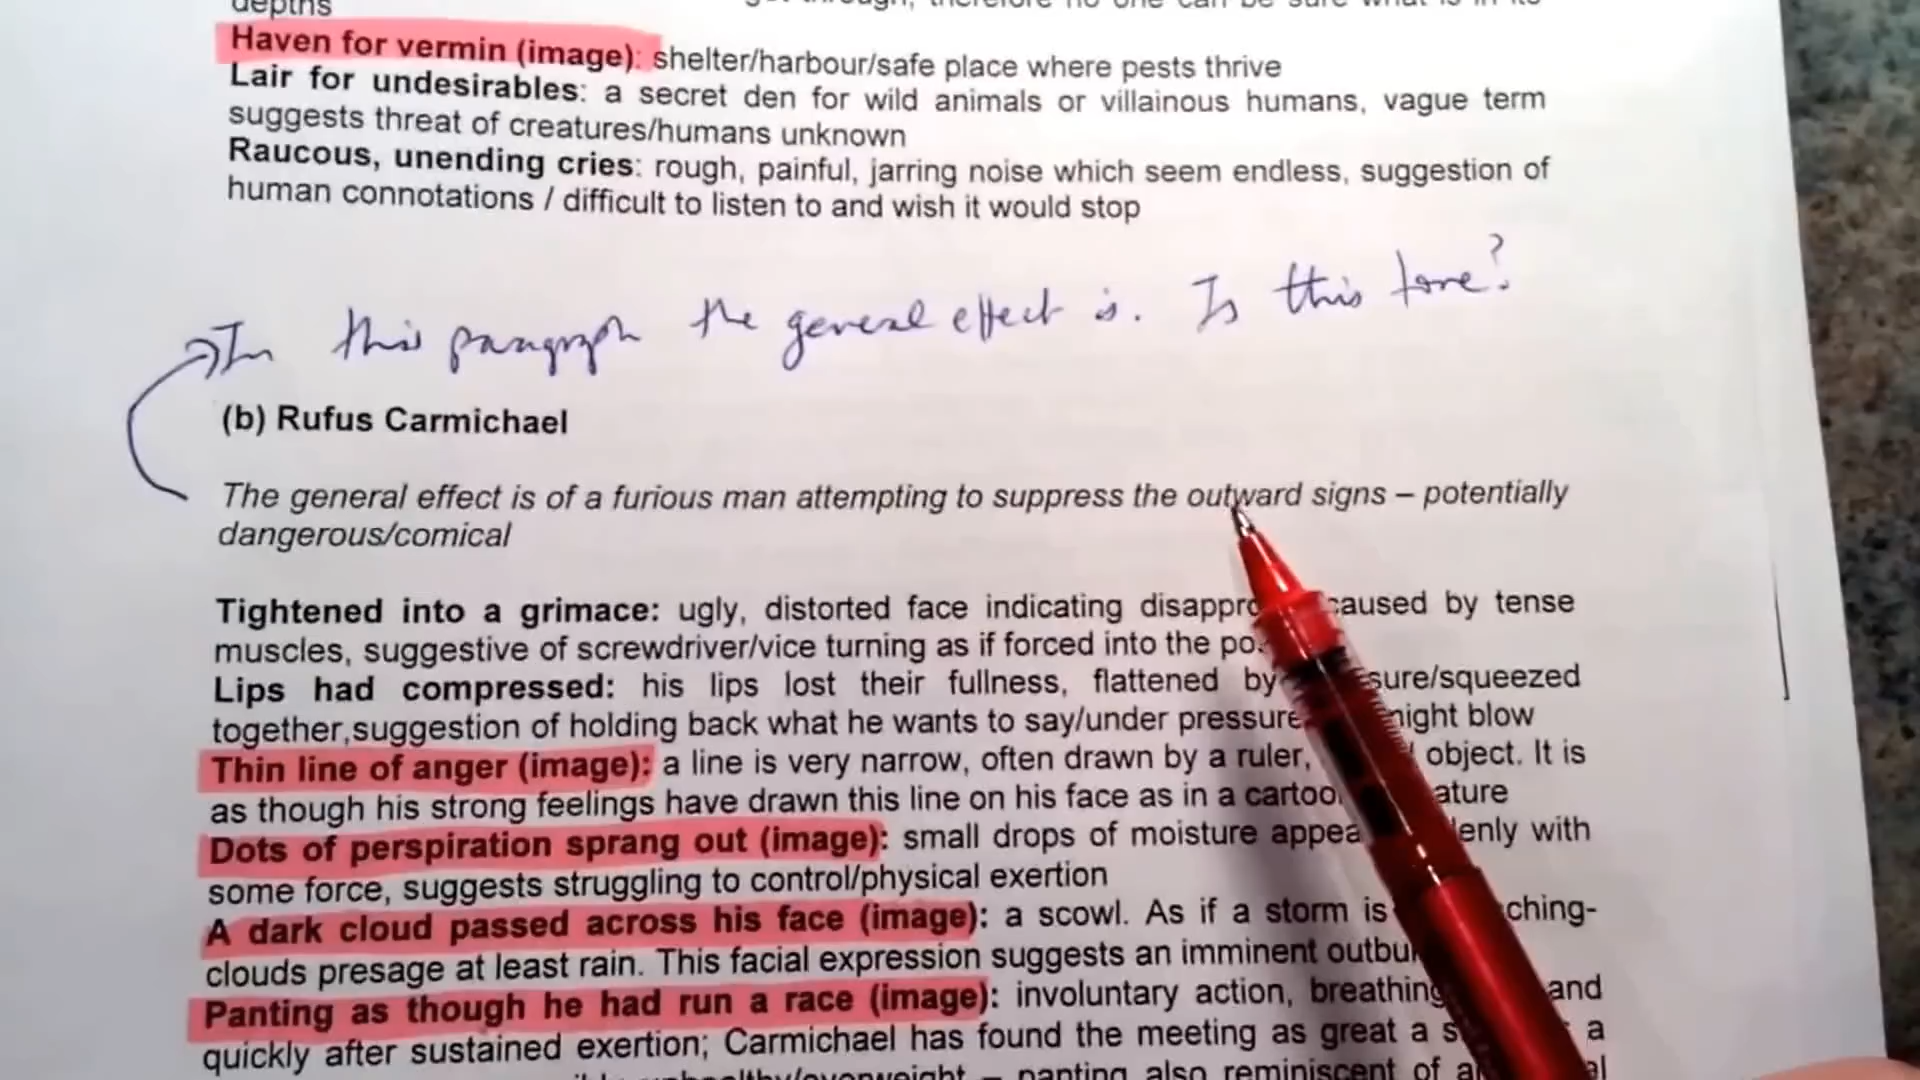 depths
Haven for vermin (image): shelter/harbour/safe place where pests thrive
Lair for undesirables: a secret den for wild animals or villainous humans, vague term
suggests threat of creatures/humans unknown
Raucous, unending cries: rough, painful, jarring noise which seem endless, suggestion of
human connotations / difficult to listen to and wish it would stop
In this paragraph the general effect is. Is this tone?
(b) Rufus Carmichael
The general effect is of a furious man attempting to suppress the outward signs – potentially
dangerous/comical
Tightened into a grimace: ugly, distorted face indicating caused by tense
muscles, suggestive of screwdriver/vice turning as if forced into the
Lips had compressed: his lips lost their fullness, flattened by sure/squeezed
together,suggestion of holding back what he wants to say/under pressure might blow
Thin line of anger (image): a line is very narrow, often drawn by a ruler, object. It is
as though his strong feelings have drawn this line on his face as in a
Dots of perspiration sprang out (image): small drops of moisture with
some force, suggests struggling to control/physical exertion
A dark cloud passed across his face (image): a scowl. As if a storm is ching-
clouds presage at least rain. This facial expression suggests an imminent
Panting as though he had run a race (image): involuntary action, breathing and
quickly after sustained exertion; Carmichael has found the meeting as great a a
panting also reminiscent of